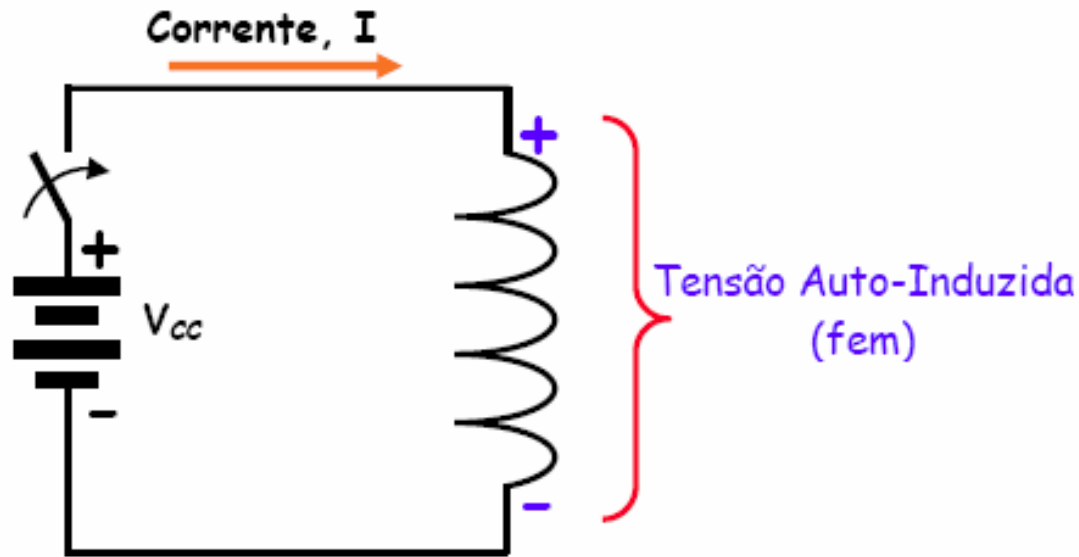 Corrente, I
+
+
Vcc
-
Tensão Auto-Induzida
(fem)
-